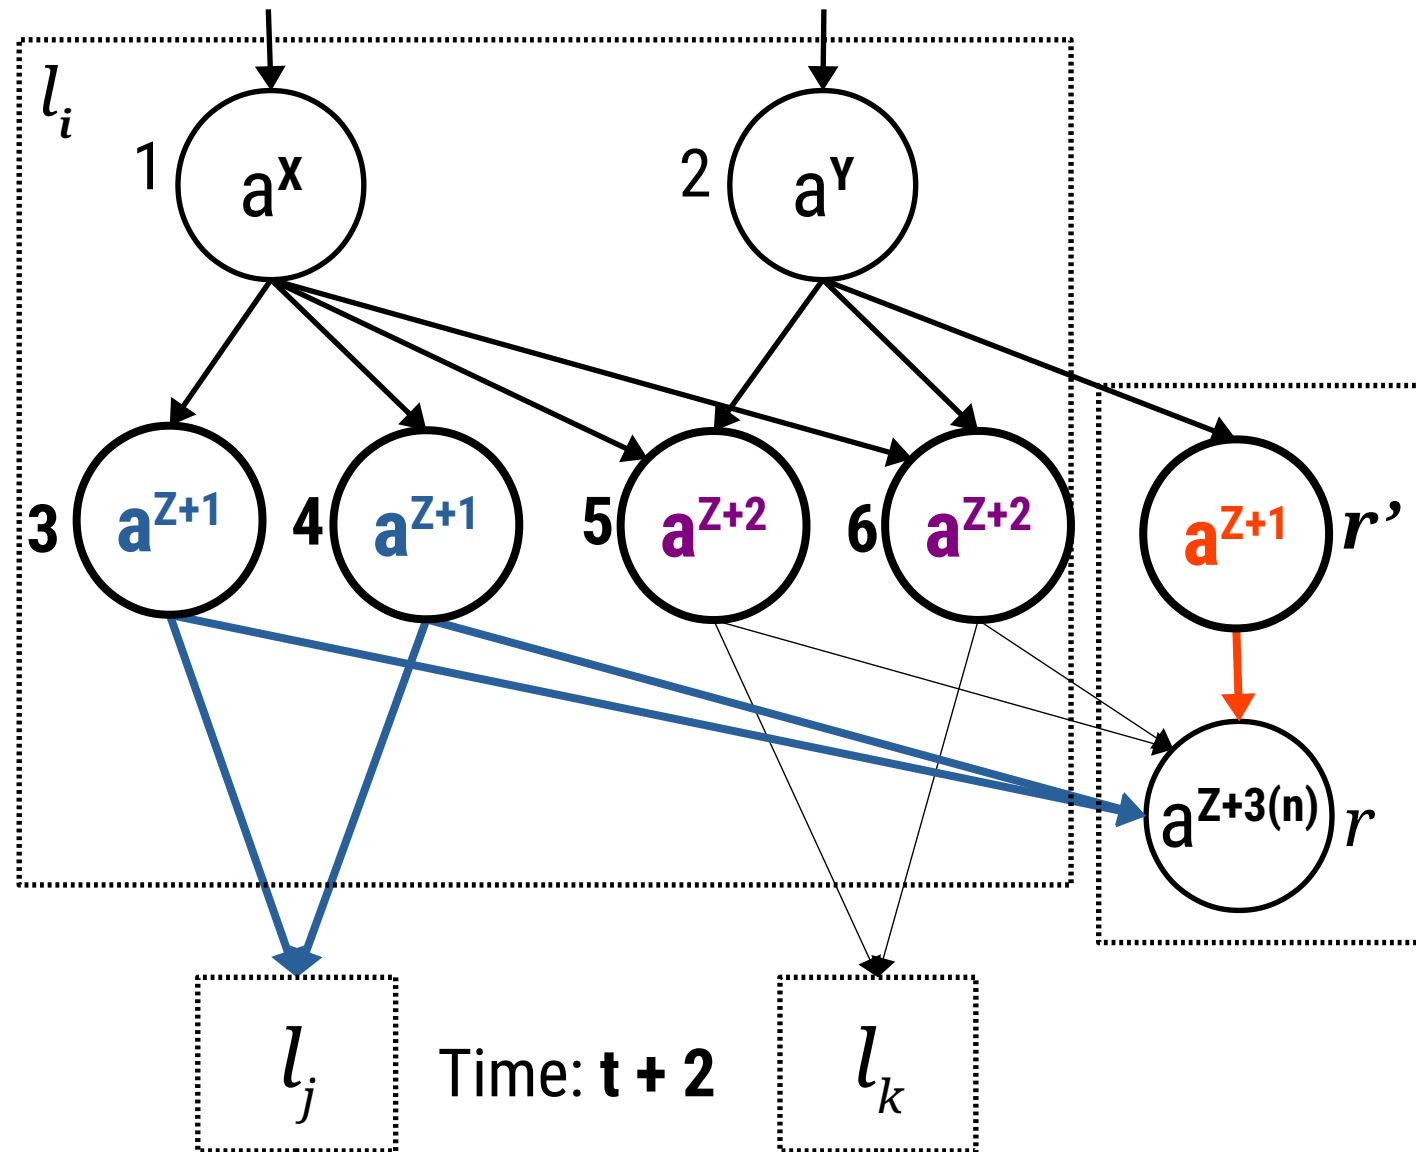 l_i
1
a^X
2
a^Y
3
a^{Z+1}
4
a^{Z+1}
5
a^{Z+2}
6
a^{Z+2}
a^{Z+1}
r’
a^{Z+3(n)}
r
l_j
Time: t + 2
l_k